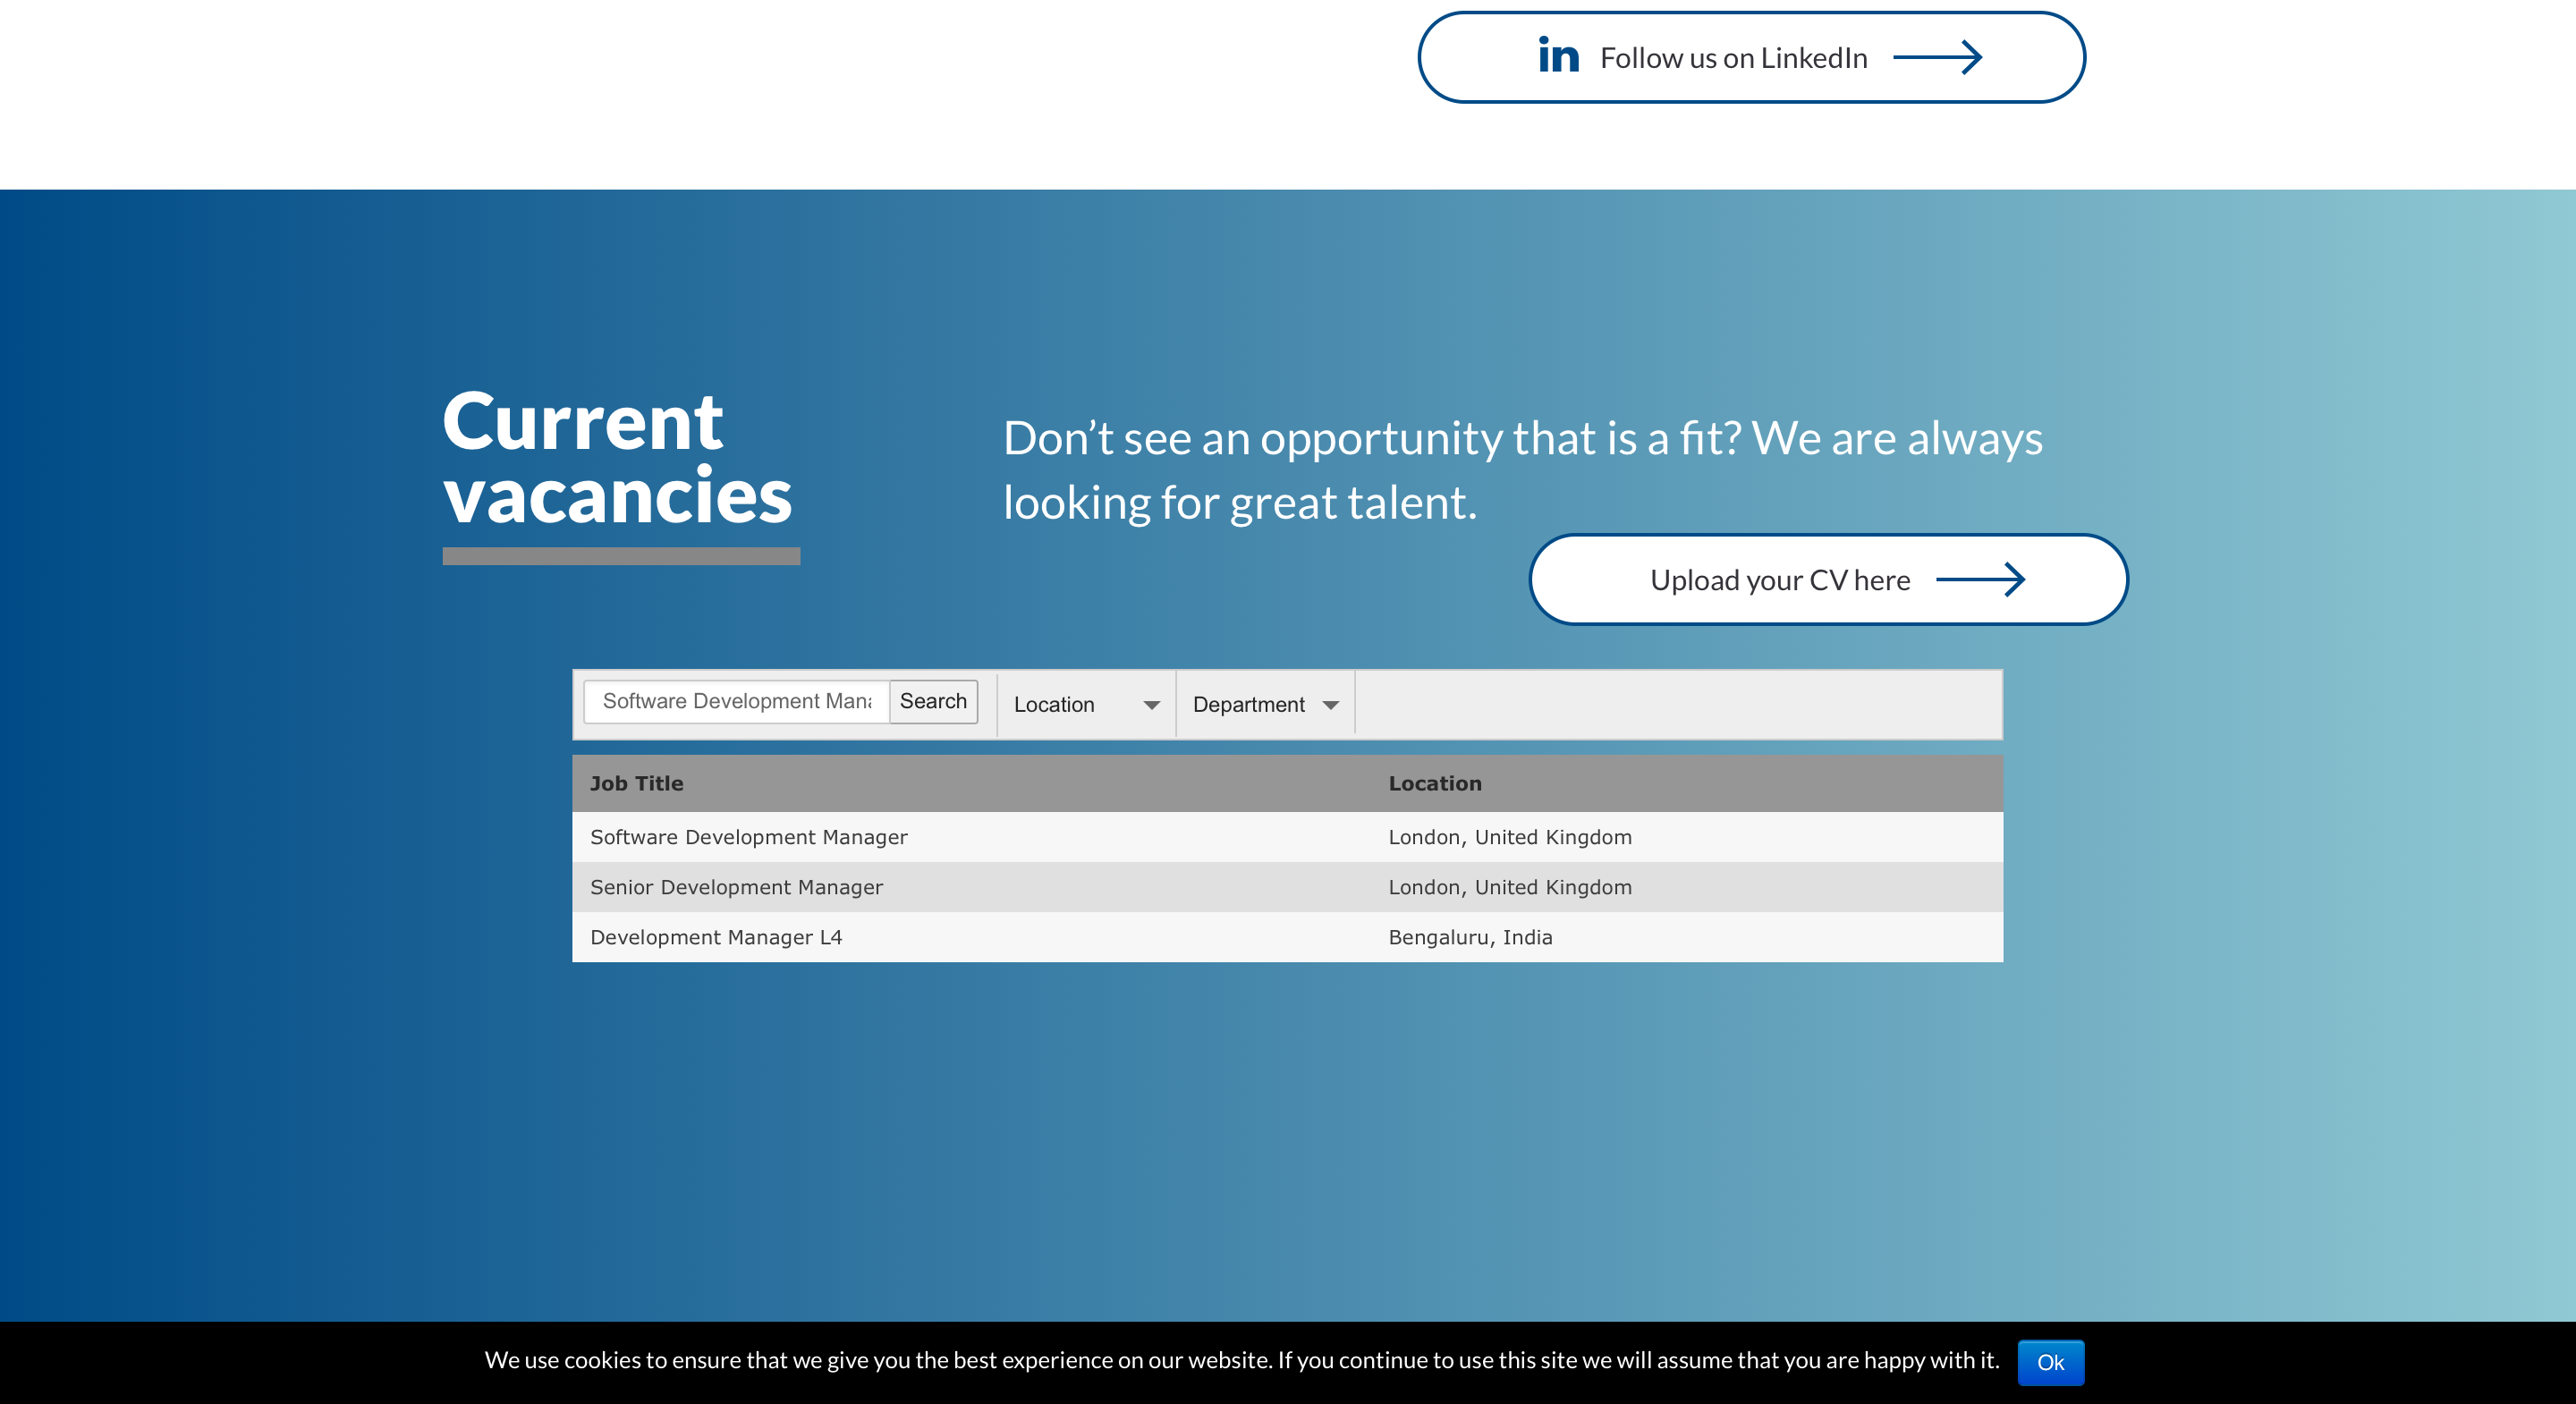 in Follow us on LinkedIn
Current
vacancies
Don’t see an opportunity that is a fit? We are always
looking for great talent.
Upload your CV here
Software Development Mana Search Location Department
Job Title Location
Software Development Manager London, United Kingdom
Senior Development Manager London, United Kingdom
Development Manager L4 Bengaluru, India
We use cookies to ensure that we give you the best experience on our website. If you continue to use this site we will assume that you are happy with it. Ok